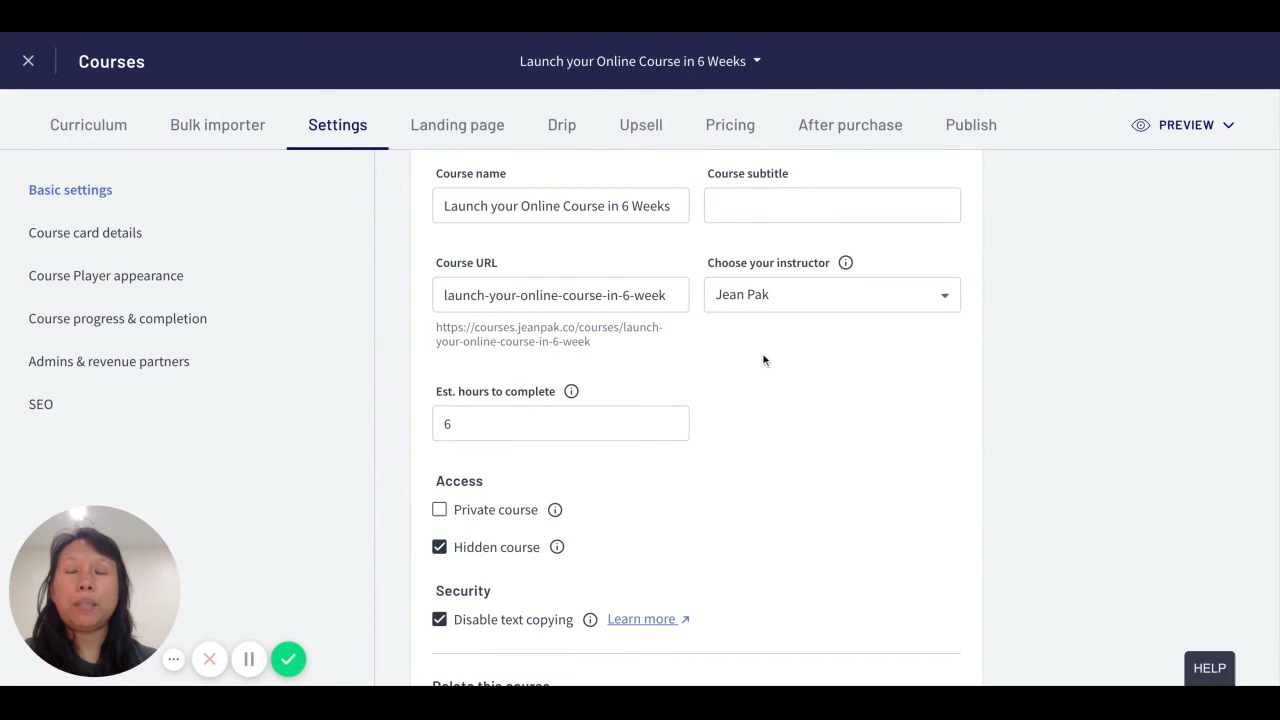 Courses
Launch your Online Course in 6 Weeks
Curriculum
Bulk importer
Settings
Landing page
Drip
Upsell
Pricing
After purchase
Publish
PREVIEW
Basic settings
Course card details
Course Player appearance
Course progress & completion
Admins & revenue partners
SEO
Course name
Course subtitle
Launch your Online Course in 6 Weeks
Course URL
Choose your instructor
launch-your-online-course-in-6-week
Jean Pak
https://courses.jeanpak.co/courses/launch-
your-online-course-in-6-week
Est. hours to complete
6
Access
Private course
Hidden course
Security
Disable text copying
Learn more
Delete this course
HELP